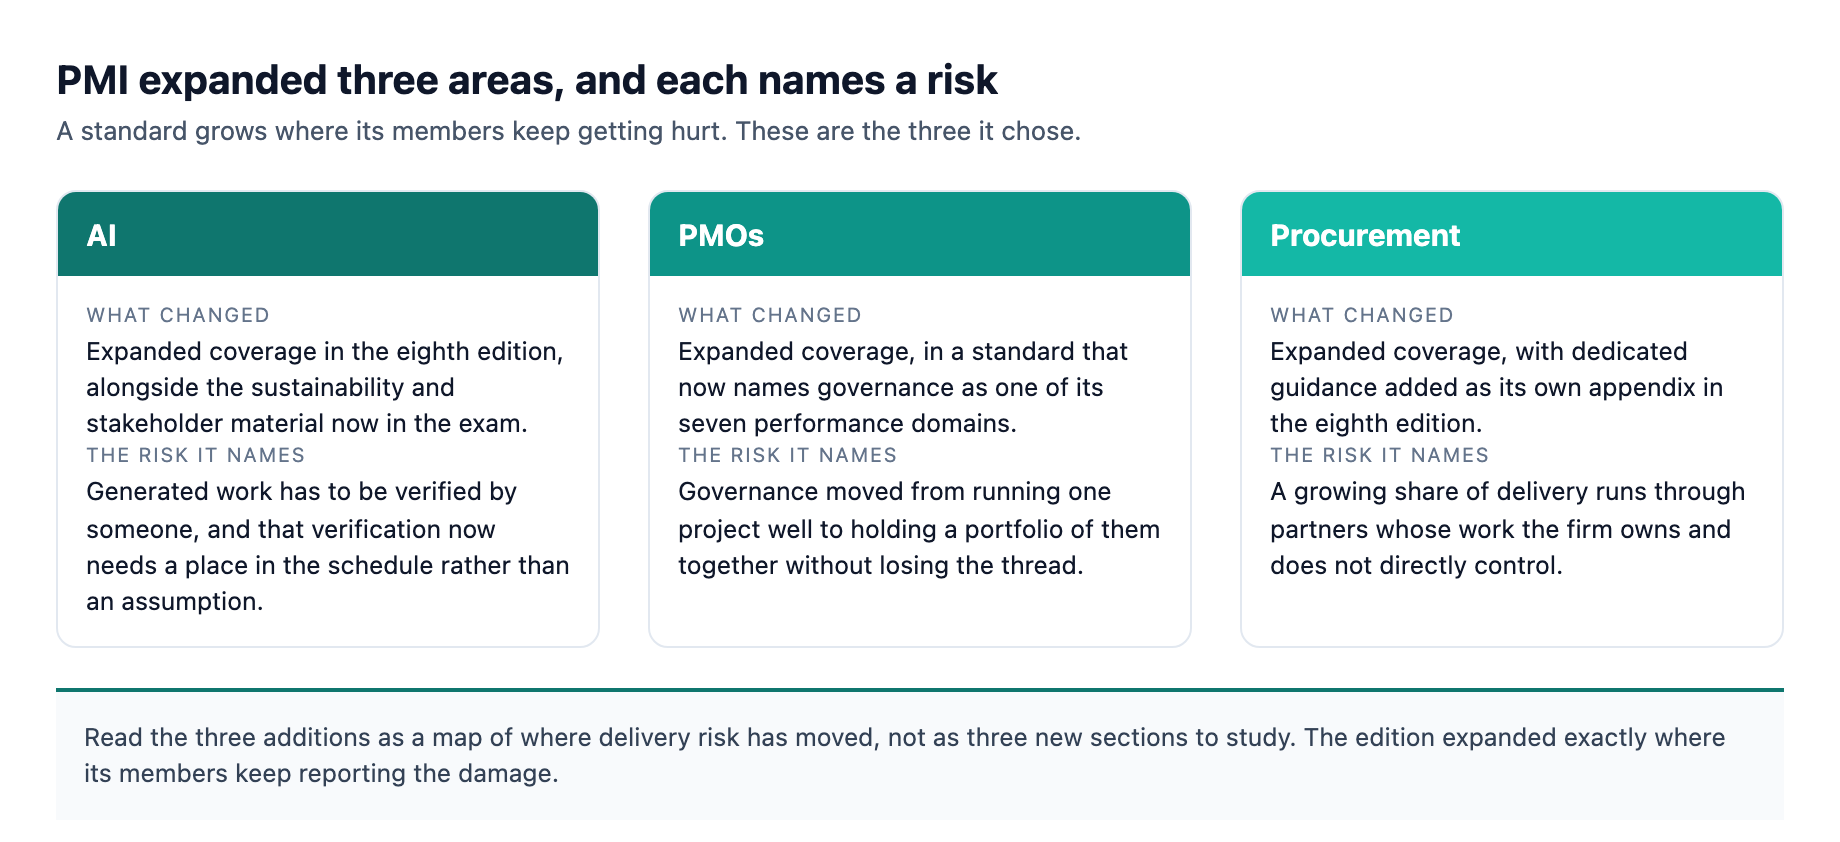 PMI expanded three areas, and each names a risk
A standard grows where its members keep getting hurt. These are the three it chose.
AI
WHAT CHANGED
Expanded coverage in the eighth edition,
alongside the sustainability and
stakeholder material now in the exam.
THE RISK IT NAMES
Generated work has to be verified by
someone, and that verification now
needs a place in the schedule rather than
an assumption.
PMOs
WHAT CHANGED
Expanded coverage, in a standard that
now names governance as one of its
seven performance domains.
THE RISK IT NAMES
Governance moved from running one
project well to holding a portfolio of them
together without losing the thread.
Procurement
WHAT CHANGED
Expanded coverage, with dedicated
guidance added as its own appendix in
the eighth edition.
THE RISK IT NAMES
A growing share of delivery runs through
partners whose work the firm owns and
does not directly control.
Read the three additions as a map of where delivery risk has moved, not as three new sections to study. The edition expanded exactly where
its members keep reporting the damage.